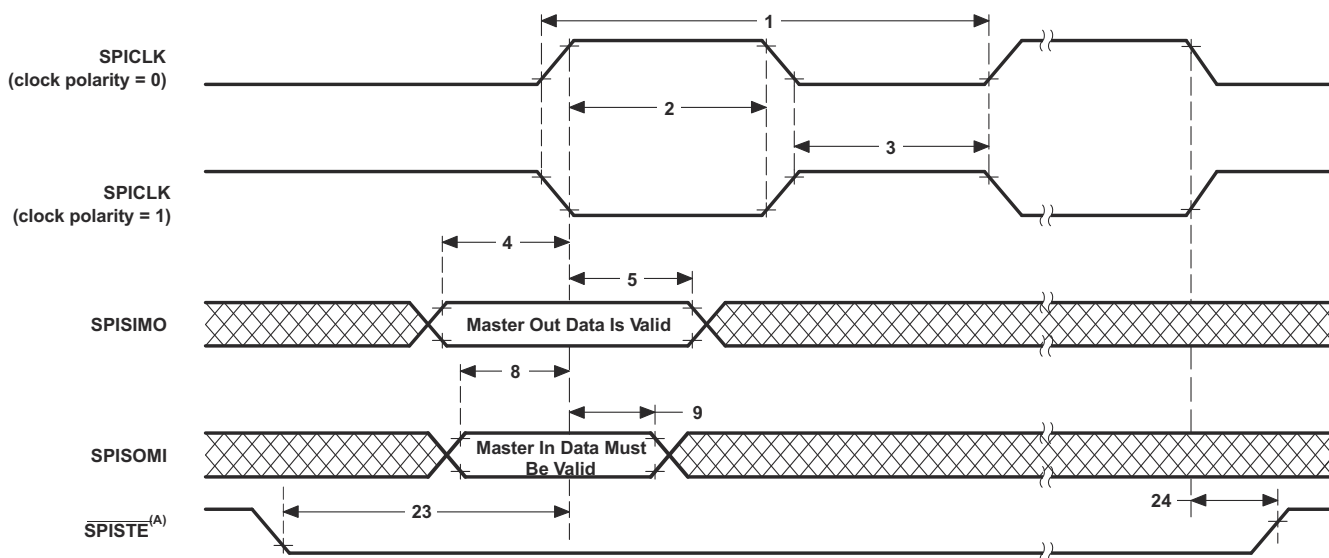 1
SPICLK
(clock polarity = 0)
2
3
SPICLK
(clock polarity = 1)
4
5
SPISIMO
Master Out Data Is Valid
8
9
SPISOMI
Master In Data Must
Be Valid
23
24
SPISTE(A)